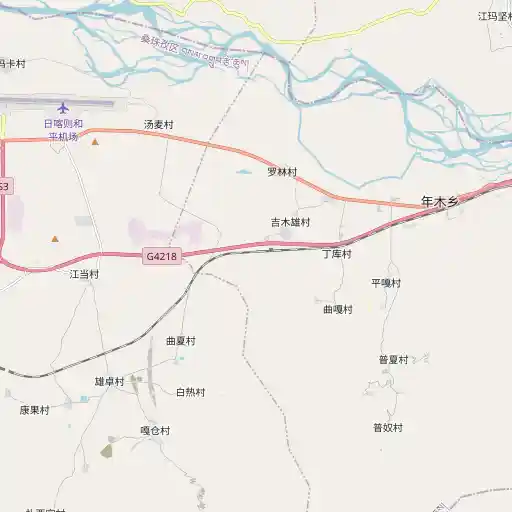 江玛坚村
桑珠孜区
玛卡村
日喀则和
平机场
汤麦村
罗林村
S3
年木乡
吉木雄村
G4218
丁库村
江当村
平嘎村
曲嘎村
曲夏村
普夏村
雄卓村
白热村
康果村
嘎仓村
普奴村